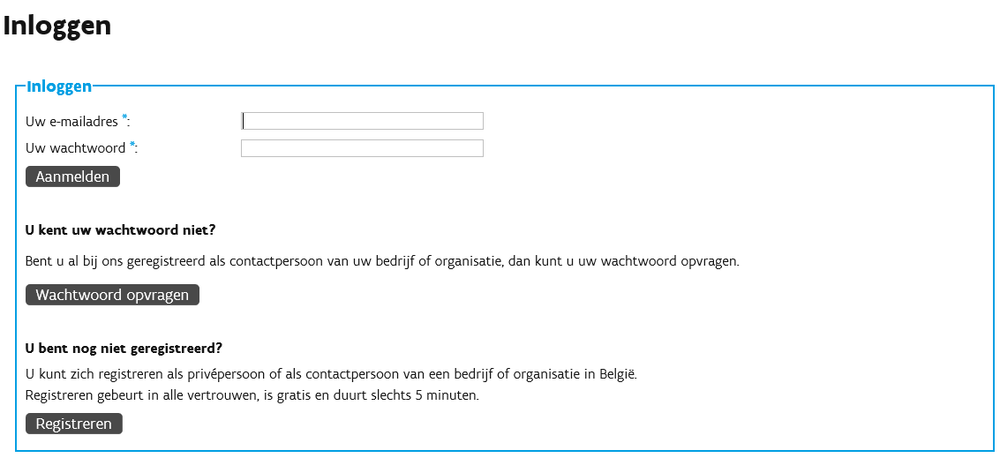 Inloggen
Inloggen
Uw e-mailadres *:
Uw wachtwoord *:
Aanmelden
U kent uw wachtwoord niet?
Bent u al bij ons geregistreerd als contactpersoon van uw bedrijf of organisatie, dan kunt u uw wachtwoord opvragen.
Wachtwoord opvragen
U bent nog niet geregistreerd?
U kunt zich registreren als privépersoon of als contactpersoon van een bedrijf of organisatie in België.
Registreren gebeurt in alle vertrouwen, is gratis en duurt slechts 5 minuten.
Registreren